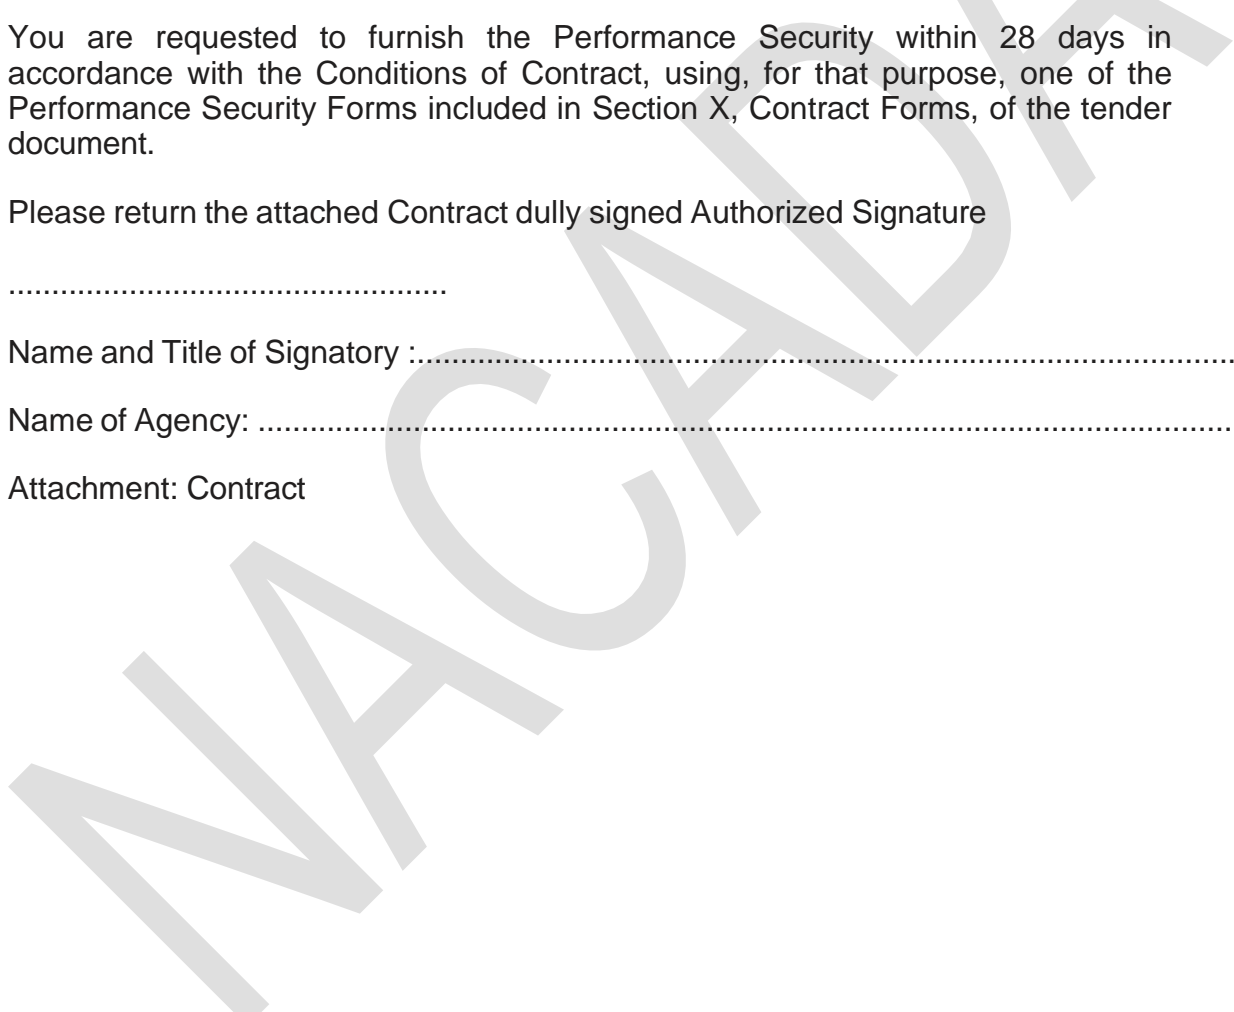 You are requested to furnish the Performance Security within 28 days in
accordance with the Conditions of Contract, using, for that purpose, one of the
Performance Security Forms included in Section X, Contract Forms, of the tender
document.
Please return the attached Contract dully signed Authorized Signature
...................................................
Name and Title of Signatory :...............................................................................................
Name of Agency: .................................................................................................................
Attachment: Contract
NACADA